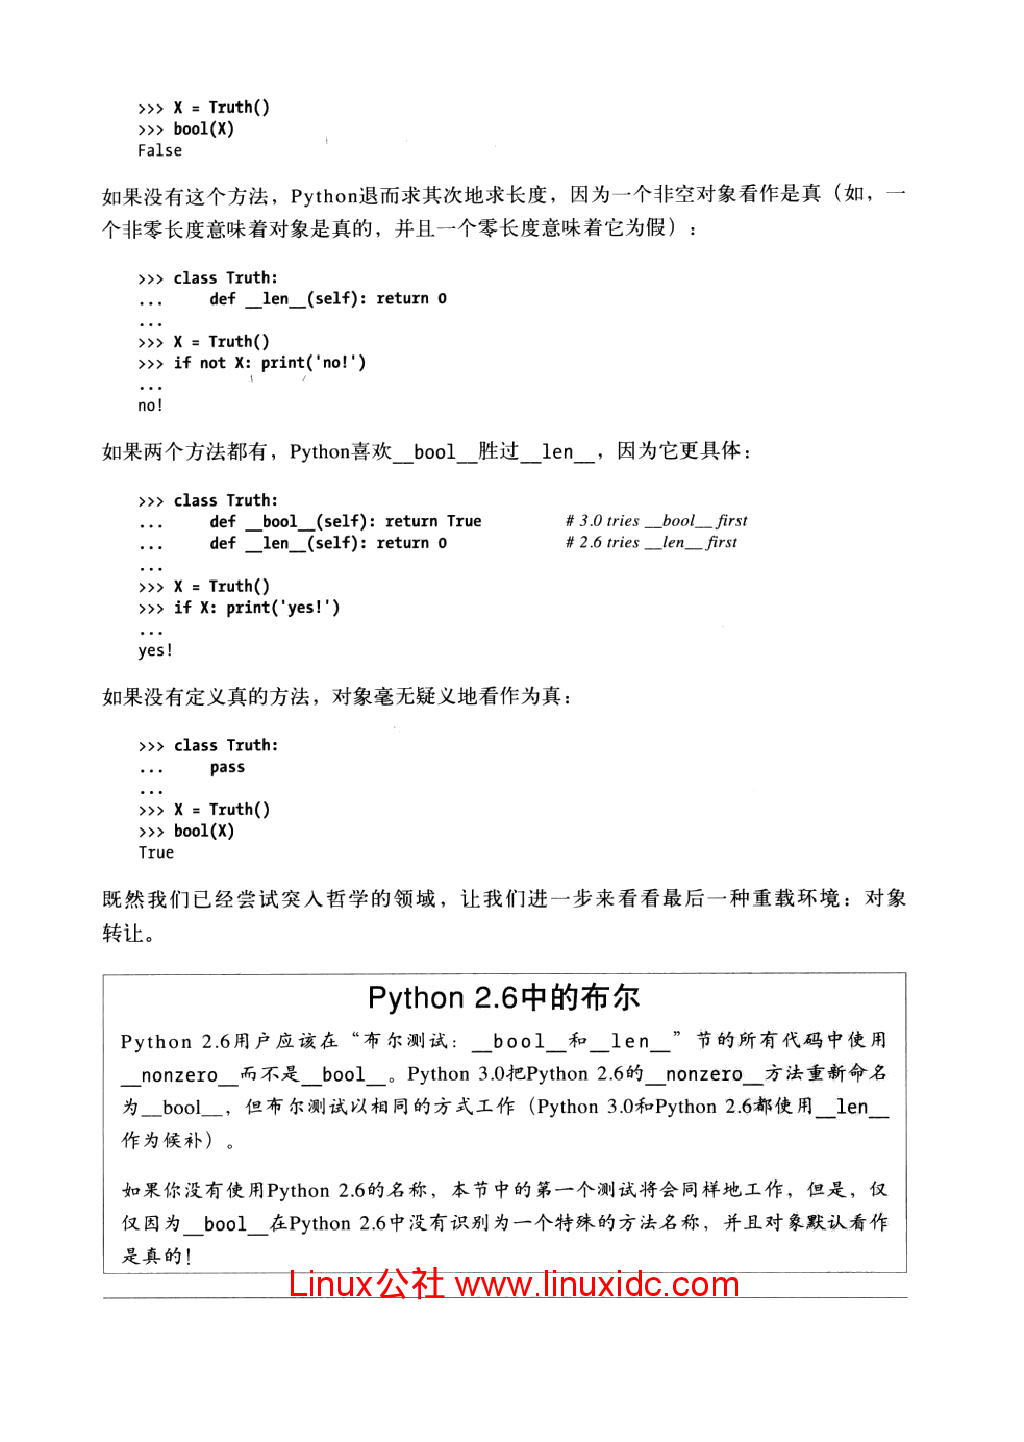 >>> X = Truth()
>>> bool(X)
False
如果没有这个方法，Python退而求其次地求长度，因为一个非空对象看作是真（如，一
个非零长度意味着对象是真的，并且一个零长度意味着它为假）：
>>> class Truth:
...     def __len__(self): return 0
...
>>> X = Truth()
>>> if not X: print('no!')
...
no!
如果两个方法都有，Python喜欢__bool__胜过__len__，因为它更具体：
>>> class Truth:
...     def __bool__(self): return True     # 3.0 tries __bool__ first
...     def __len__(self): return 0     # 2.6 tries __len__ first
...
>>> X = Truth()
>>> if X: print('yes!')
...
yes!
如果没有定义真的方法，对象毫无疑义地看作为真：
>>> class Truth:
...     pass
...
>>> X = Truth()
>>> bool(X)
True
既然我们已经尝试突入哲学的领域，让我们进一步来看看最后一种重载环境：对象
转让。
Python 2.6中的布尔
Python 2.6用户应该在“布尔测试：__bool__和__len__”节的所有代码中使用
__nonzero__而不是__bool__。Python 3.0把Python 2.6的__nonzero__方法重新命名
为__bool__，但布尔测试以相同的方式工作（Python 3.0和Python 2.6都使用__len__
作为候补）。
如果你没有使用Python 2.6的名称，本节中的第一个测试将会同样地工作，但是，仅
仅因为__bool__在Python 2.6中没有识别为一个特殊的方法名称，并且对象默认看作
是真的！
Linux公社 www.linuxidc.com